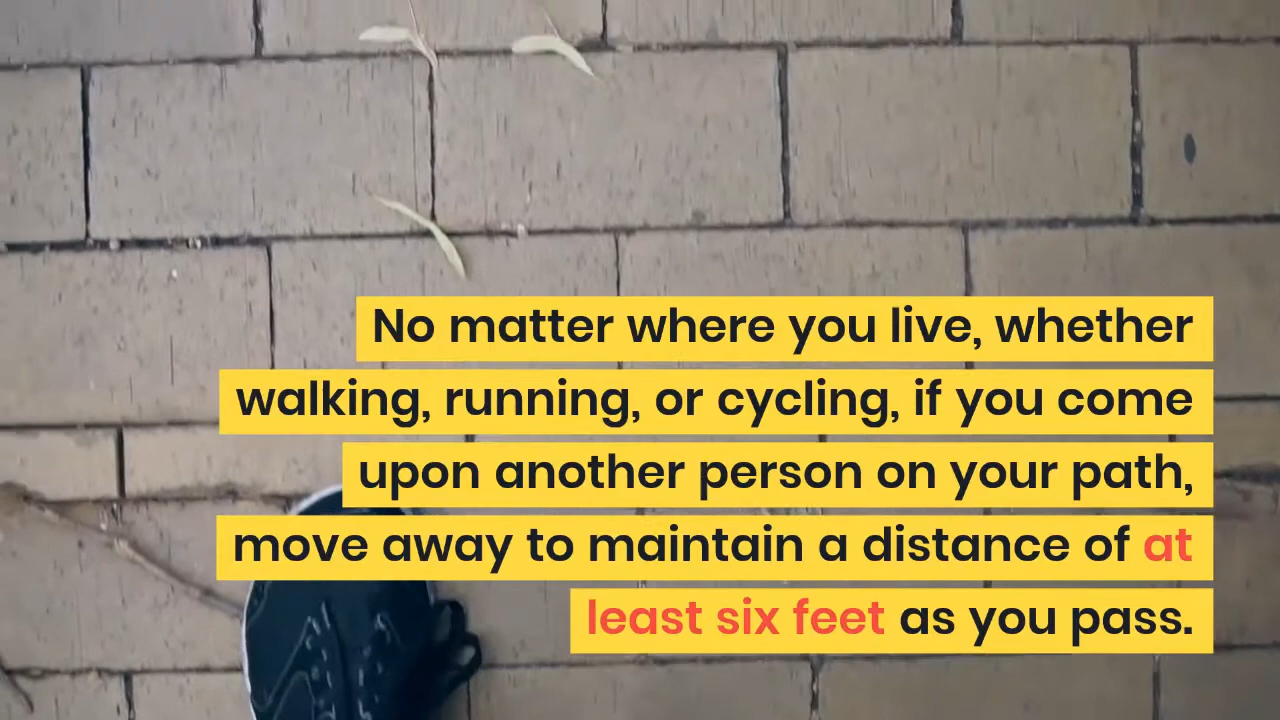 No matter where you live, whether
walking, running, or cycling, if you come
upon another person on your path,
move away to maintain a distance of at
least six feet as you pass.